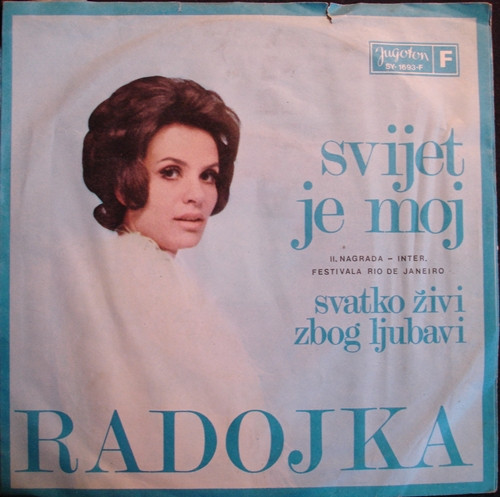 Jugoton F
SY-1693-F
svijet
je moj
II. NAGRADA - INTER.
FESTIVALA RIO DE JANEIRO
svatko živi
zbog ljubavi
RADOJKA